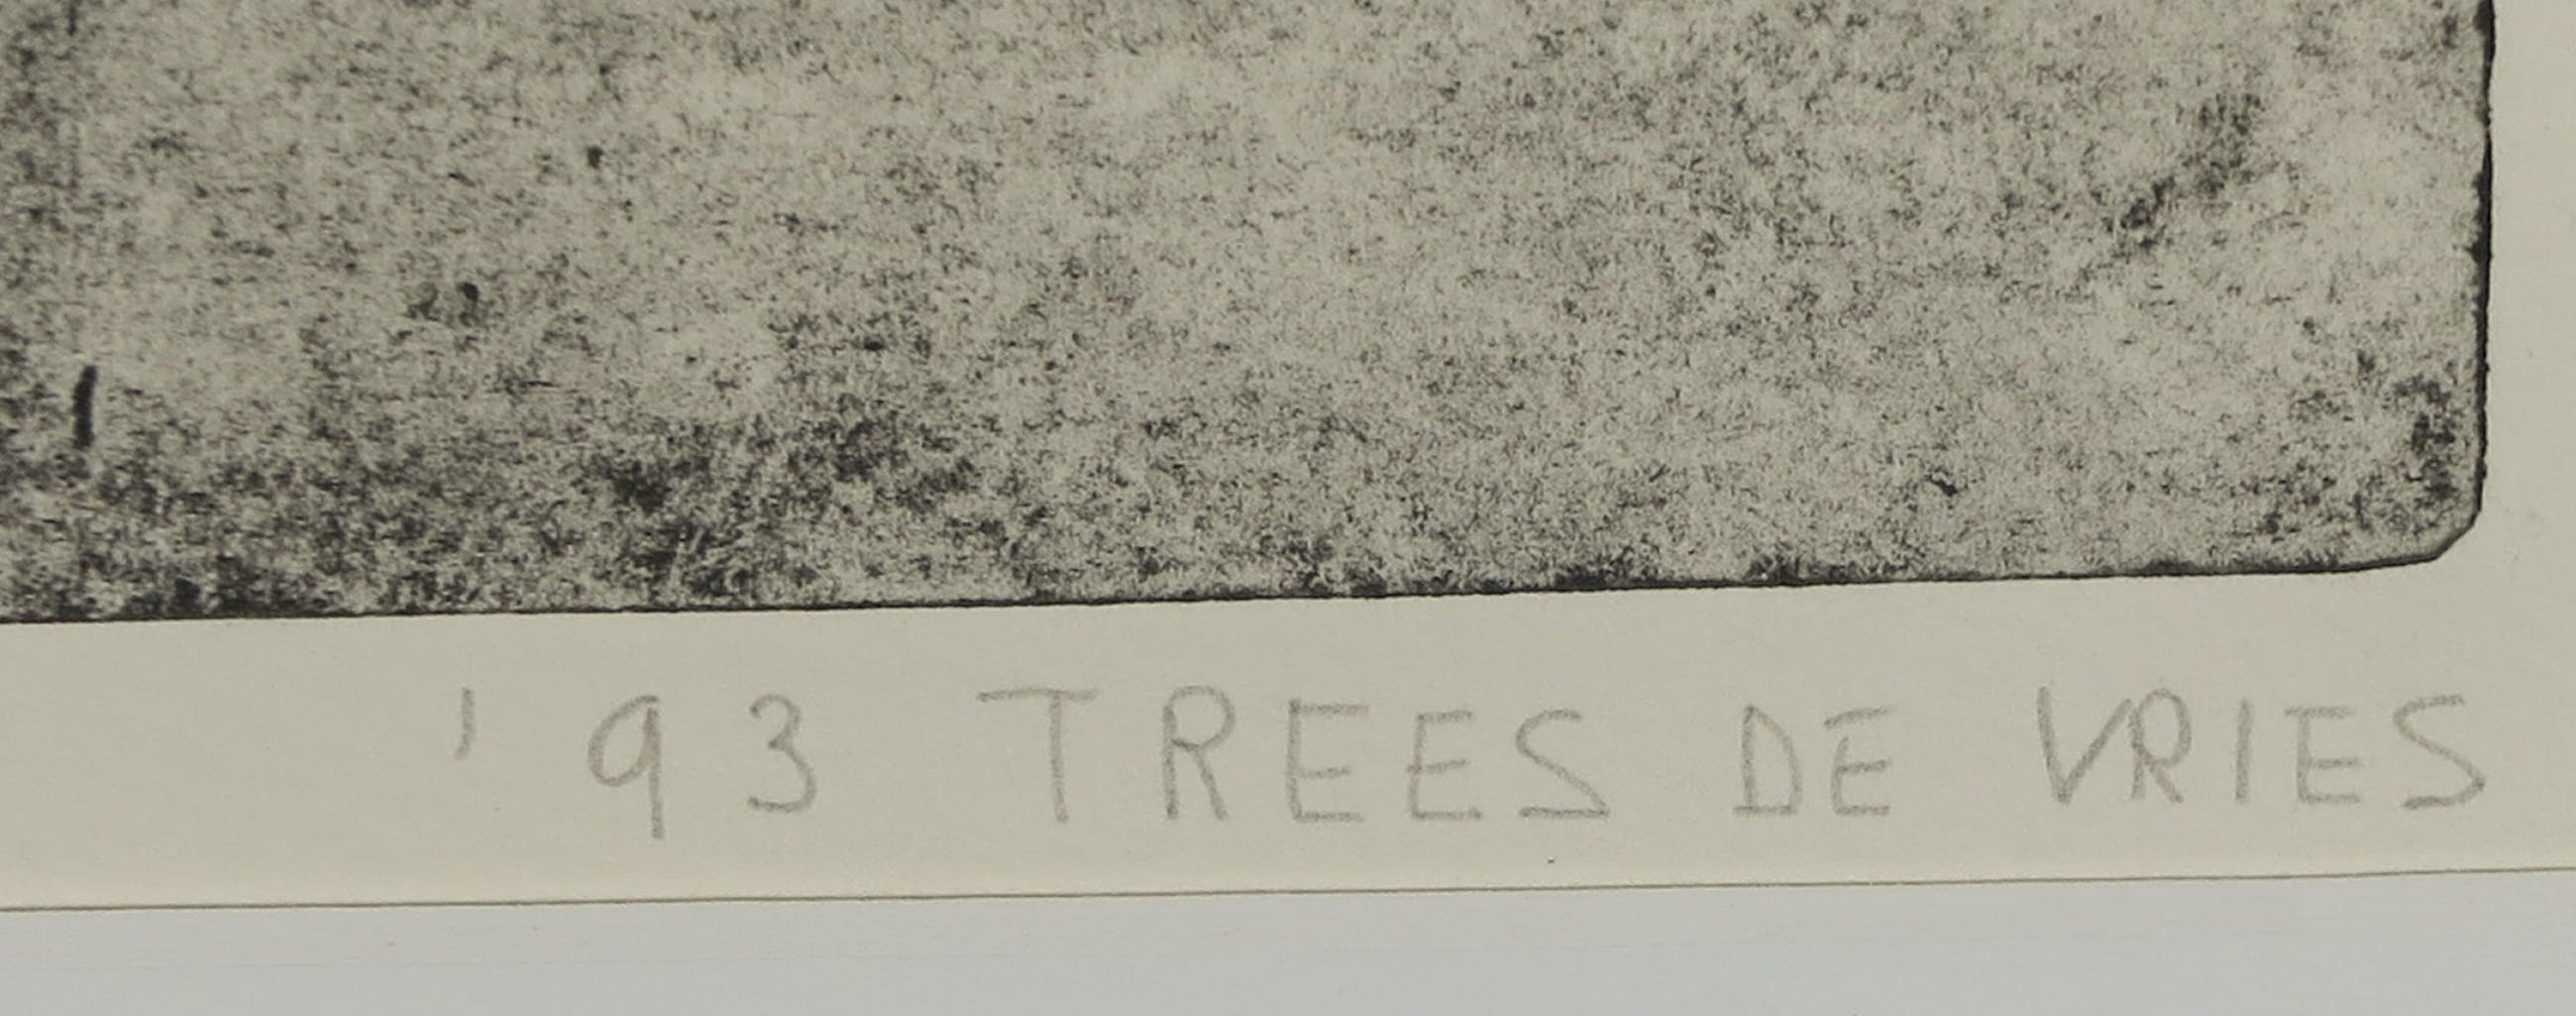 '93 TREES DE VRIES